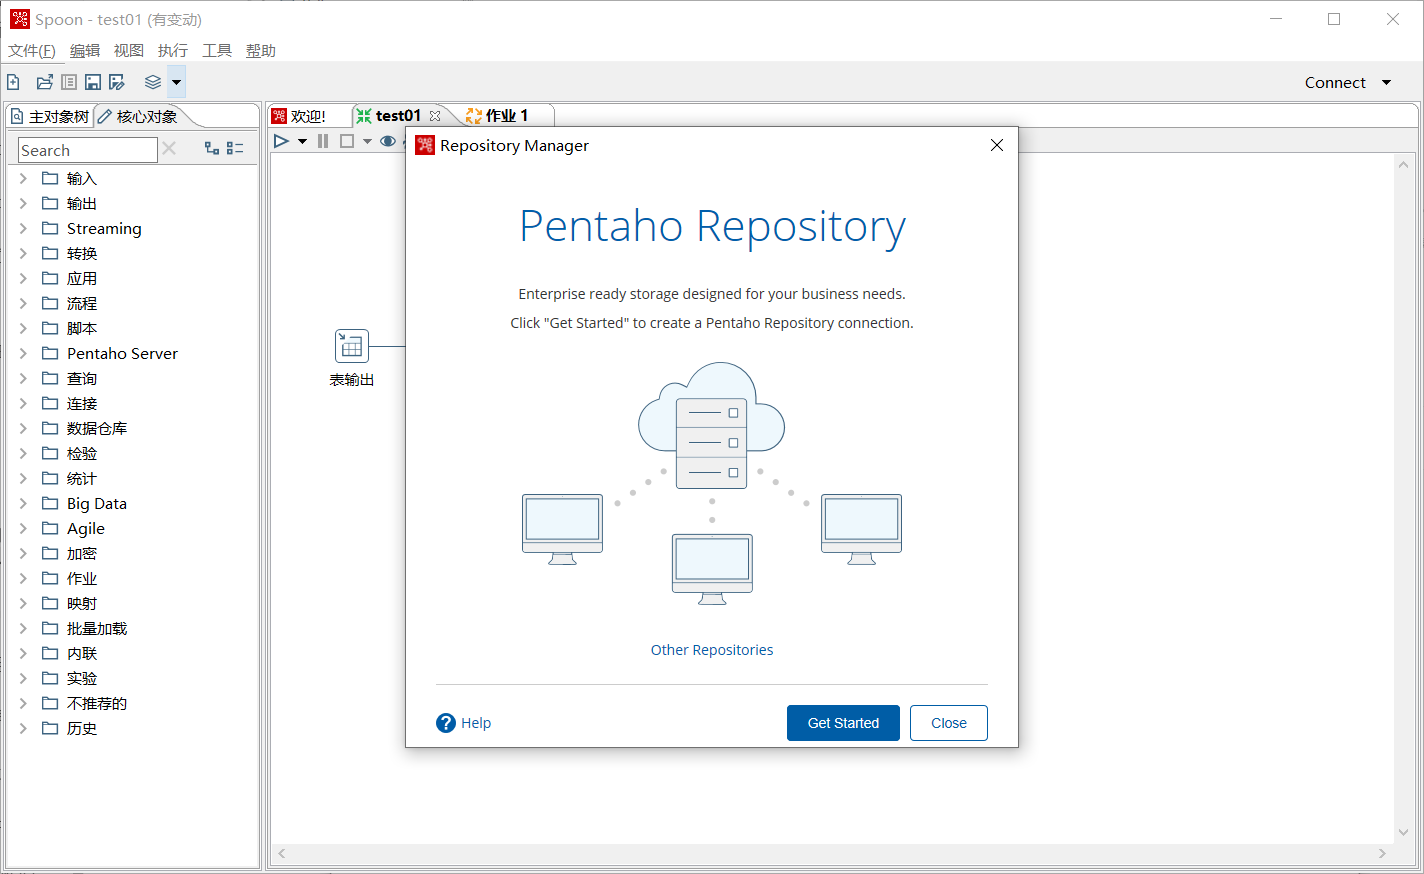 Spoon - test01 (有变动)
文件(F) 编辑 视图 执行 工具 帮助
Connect
主对象树 核心对象
欢迎! test01 作业 1
Search
输入
输出
Streaming
转换
应用
流程
脚本
Pentaho Server
查询
连接
数据仓库
检验
统计
Big Data
Agile
加密
作业
映射
批量加载
内联
实验
不推荐的
历史
表输出
Repository Manager
Pentaho Repository
Enterprise ready storage designed for your business needs.
Click "Get Started" to create a Pentaho Repository connection.
Other Repositories
Help
Get Started
Close